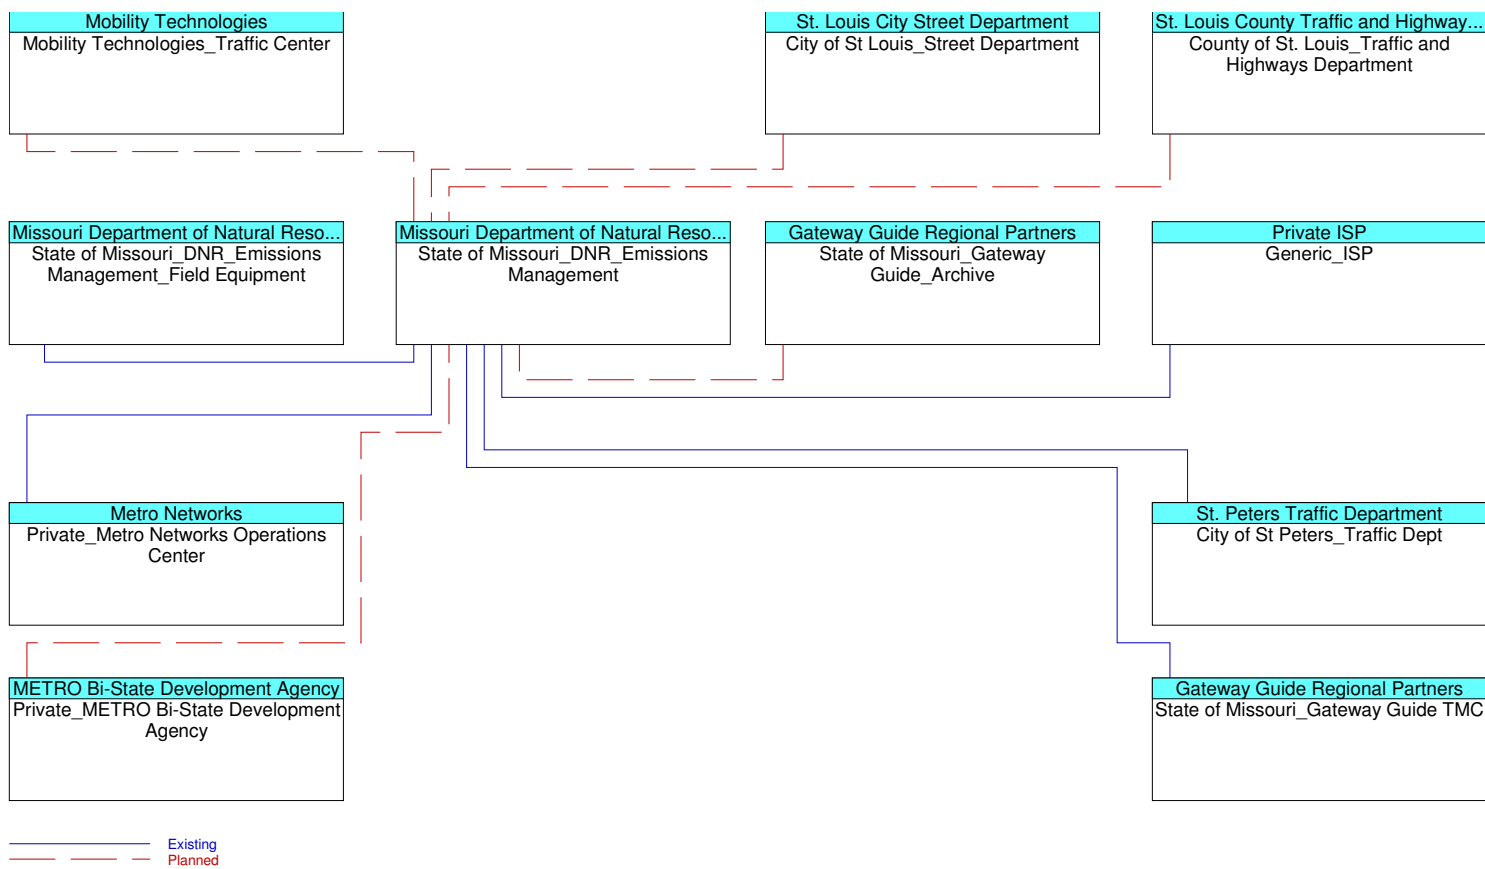 Mobility Technologies
Mobility Technologies_Traffic Center
St. Louis City Street Department
City of St Louis_Street Department
St. Louis County Traffic and Highway...
County of St. Louis_Traffic and
Highways Department
Missouri Department of Natural Reso...
State of Missouri_DNR_Emissions
Management_Field Equipment
Missouri Department of Natural Reso...
State of Missouri_DNR_Emissions
Management
Gateway Guide Regional Partners
State of Missouri_Gateway
Guide_Archive
Private ISP
Generic_ISP
Metro Networks
Private_Metro Networks Operations
Center
St. Peters Traffic Department
City of St Peters_Traffic Dept
METRO Bi-State Development Agency
Private_METRO Bi-State Development
Agency
Gateway Guide Regional Partners
State of Missouri_Gateway Guide TMC
Existing
Planned